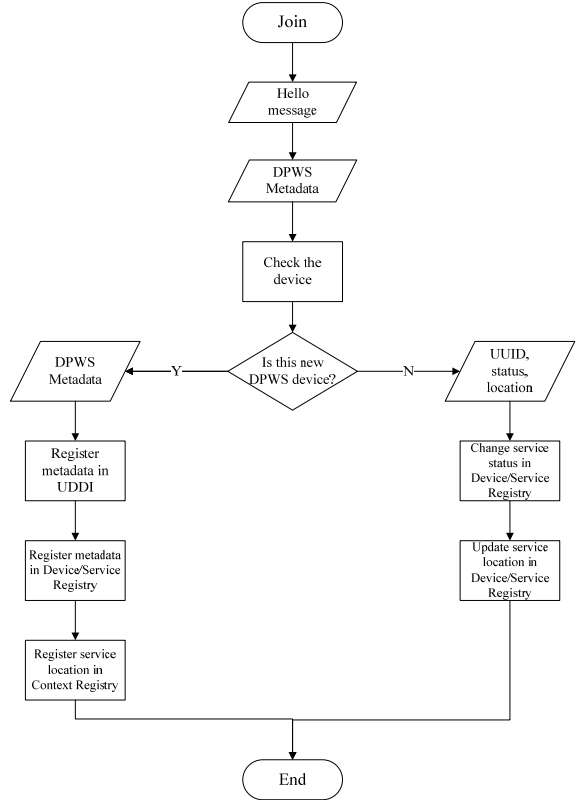 Join
Hello
message
DPWS
Metadata
Check the
device
Is this new
DPWS device?
Y
N
DPWS
Metadata
Register
metadata in
UDDI
Register metadata
in Device/Service
Registry
Register service
location in
Context Registry
UUID,
status,
location
Change service
status in
Device/Service
Registry
Update service
location in
Device/Service
Registry
End